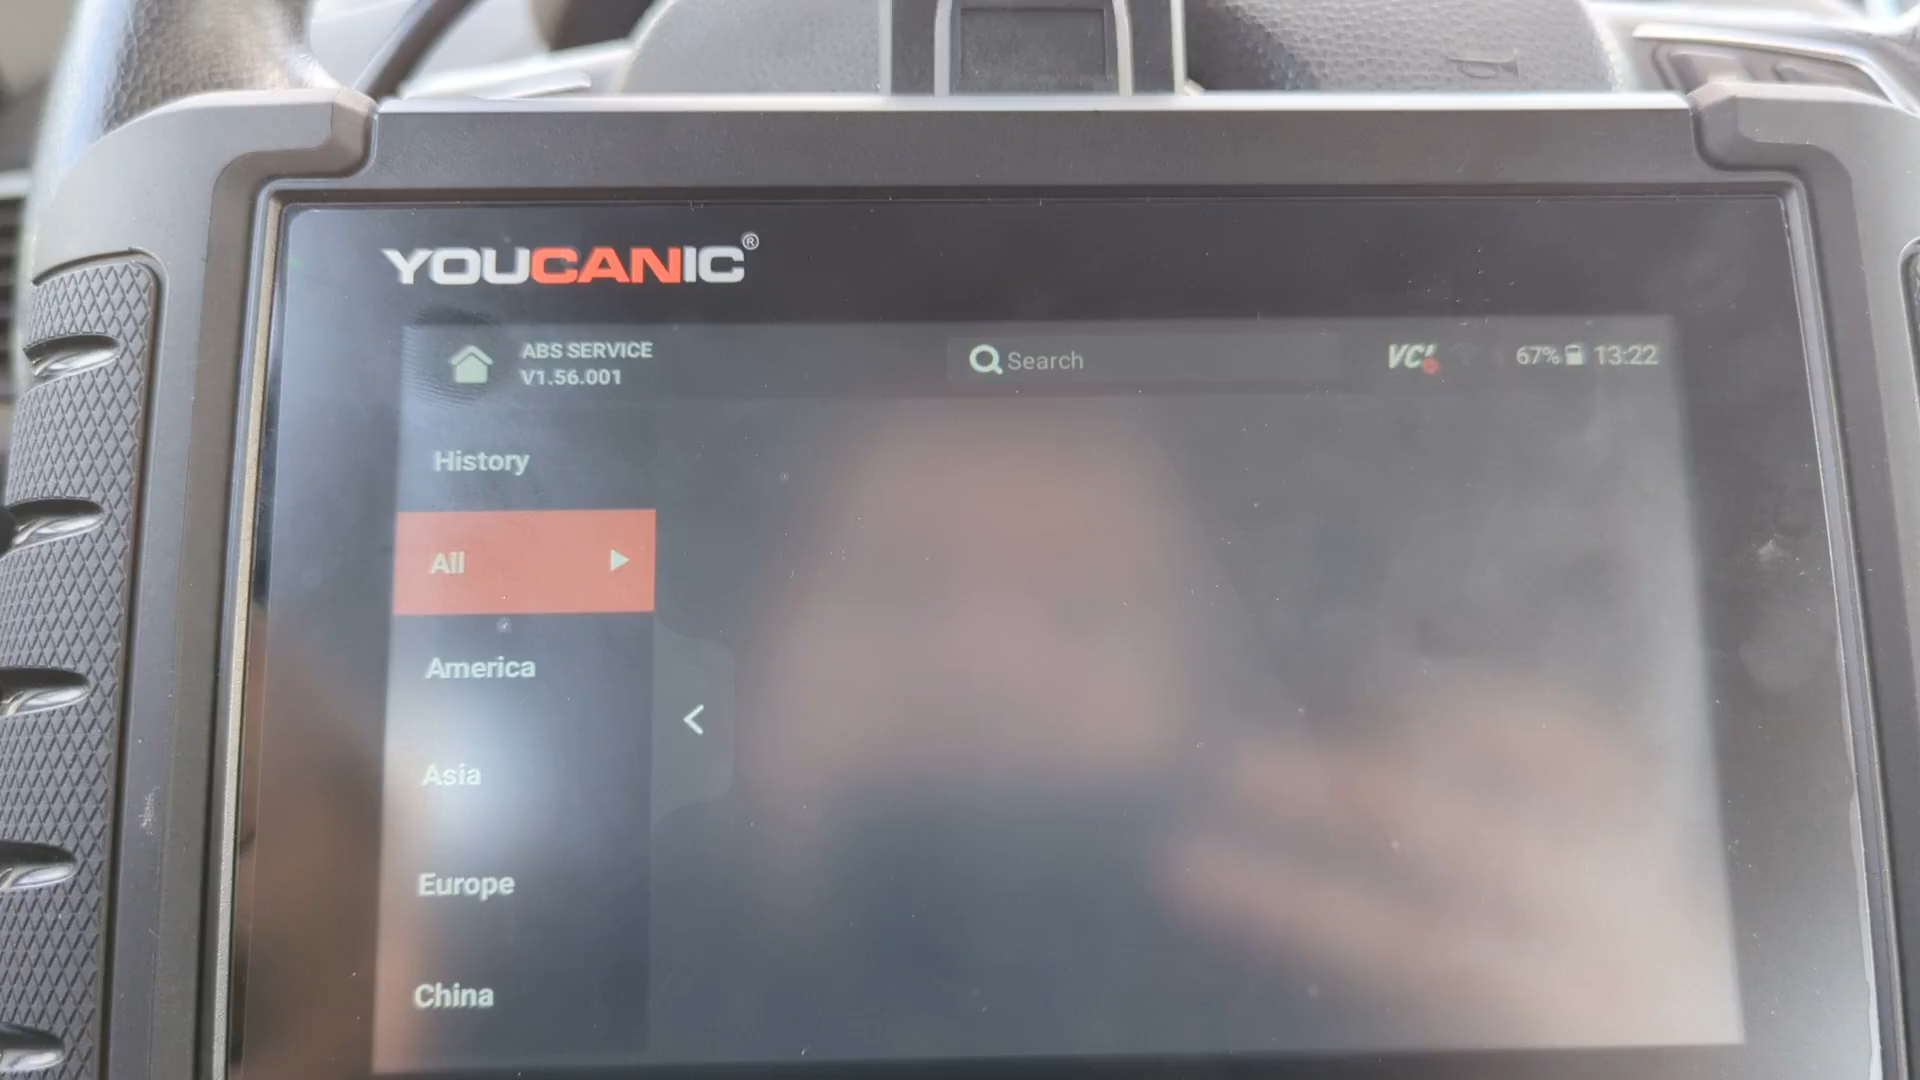 YOUCANIC®
ABS SERVICE
V1.56.001
Search
VCI
67%
13:22
History
All
America
Asia
Europe
China